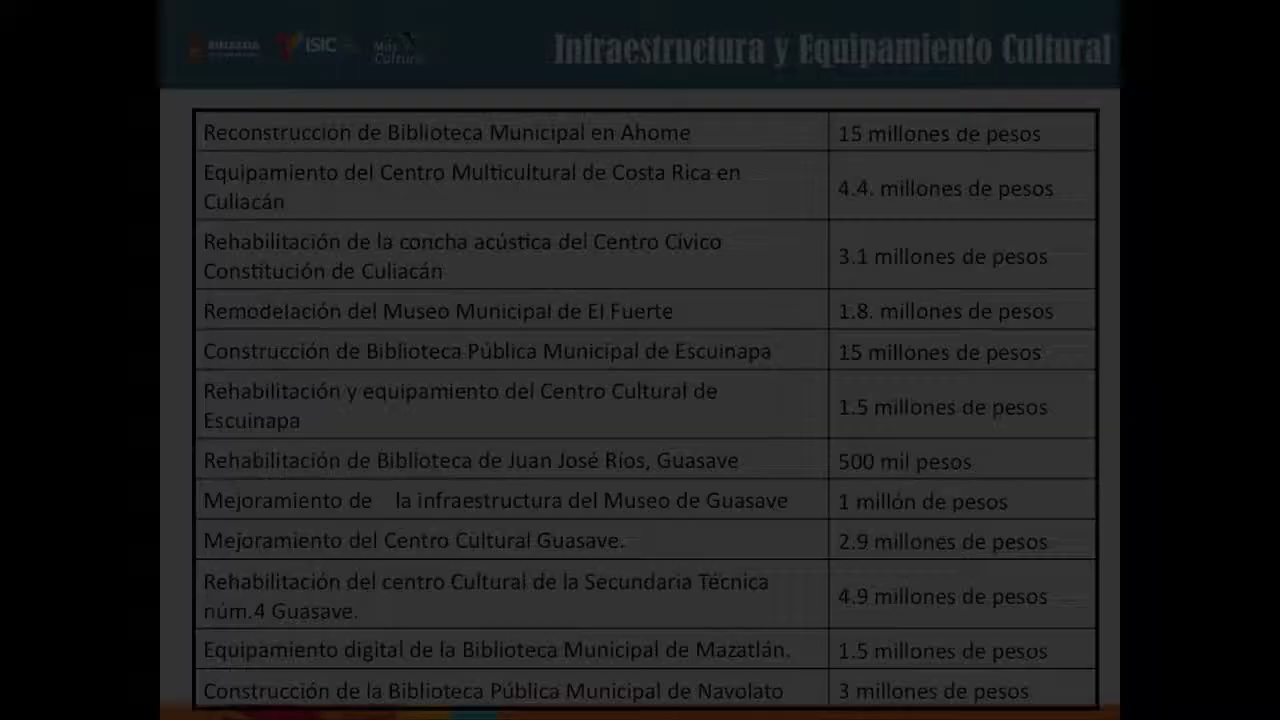 SINALOA
ISIC
Más Cultura
Infraestructura y Equipamiento Cultural
Reconstrucción de Biblioteca Municipal en Ahome
15 millones de pesos
Equipamiento del Centro Multicultural de Costa Rica en
Culiacán
4.4. millones de pesos
Rehabilitación de la concha acústica del Centro Cívico
Constitución de Culiacán
3.1 millones de pesos
Remodelación del Museo Municipal de El Fuerte
1.8. millones de pesos
Construcción de Biblioteca Pública Municipal de Escuinapa
15 millones de pesos
Rehabilitación y equipamiento del Centro Cultural de
Escuinapa
1.5 millones de pesos
Rehabilitación de Biblioteca de Juan José Ríos, Guasave
500 mil pesos
Mejoramiento de la infraestructura del Museo de Guasave
1 millón de pesos
Mejoramiento del Centro Cultural Guasave.
2.9 millones de pesos
Rehabilitación del centro Cultural de la Secundaria Técnica
núm.4 Guasave.
4.9 millones de pesos
Equipamiento digital de la Biblioteca Municipal de Mazatlán.
1.5 millones de pesos
Construcción de la Biblioteca Pública Municipal de Navolato
3 millones de pesos